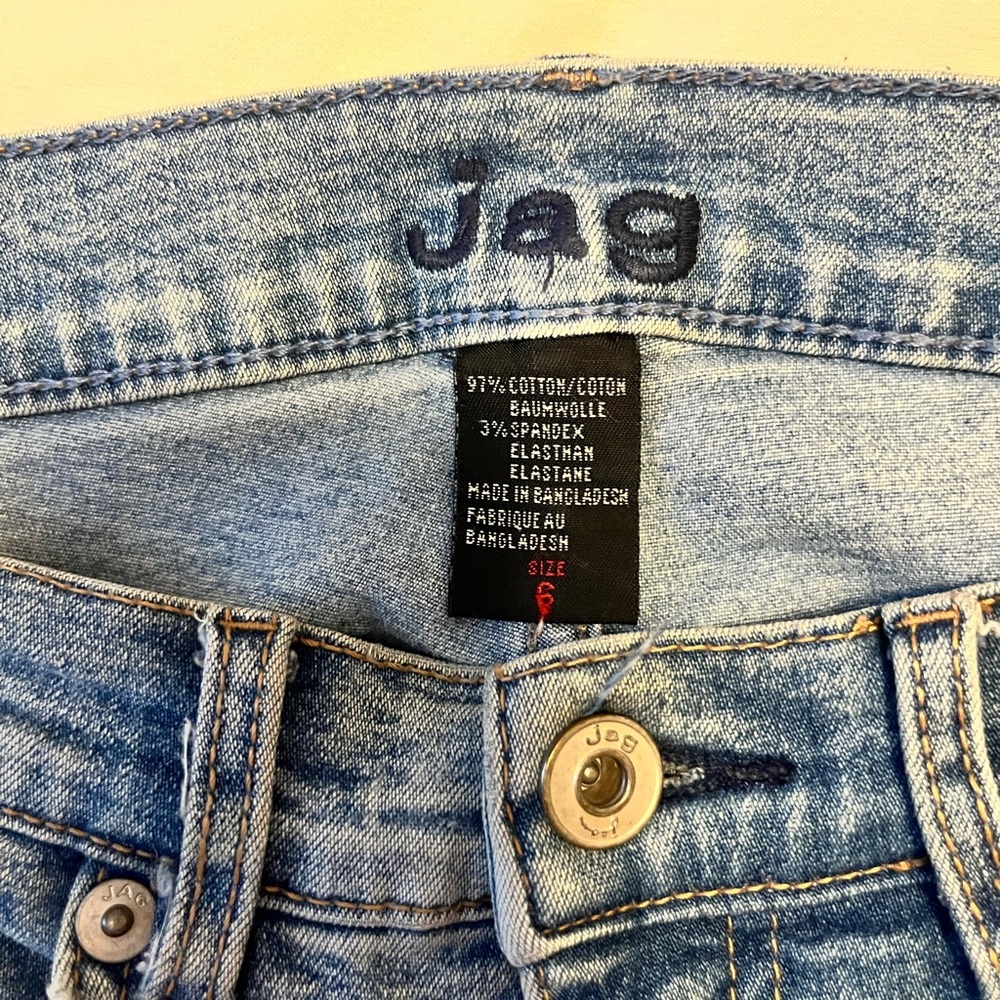 jag
97% COTTON/COTON
BAUMWOLLE
3% SPANDEX
ELASTHAN
ELASTANE
MADE IN BANGLADESH
FABRIQUE AU
BANGLADESH
SIZE
6
Jag
JAG